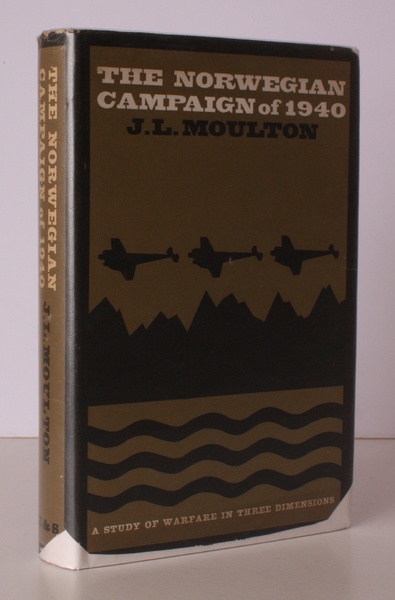 THE NORWEGIAN
CAMPAIGN of 1940
J.L. MOULTON
A STUDY OF WARFARE IN THREE DIMENSIONS
THE NORWEGIAN
CAMPAIGN of 1940
J.L. MOULTON